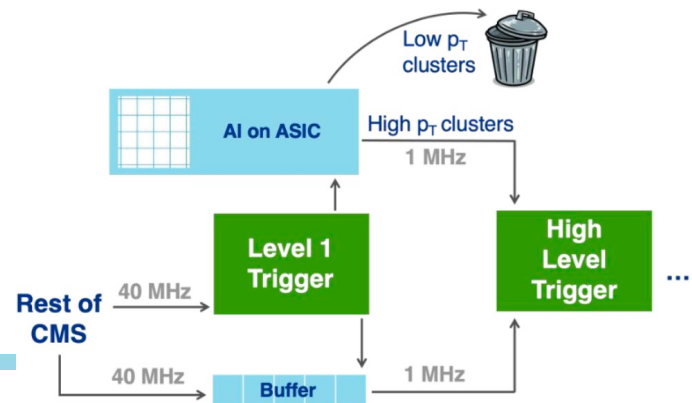 Low pT
clusters
AI on ASIC
High pT clusters
1 MHz
Level 1
Trigger
High
Level
Trigger
...
40 MHz
Rest of
CMS
40 MHz
Buffer
1 MHz